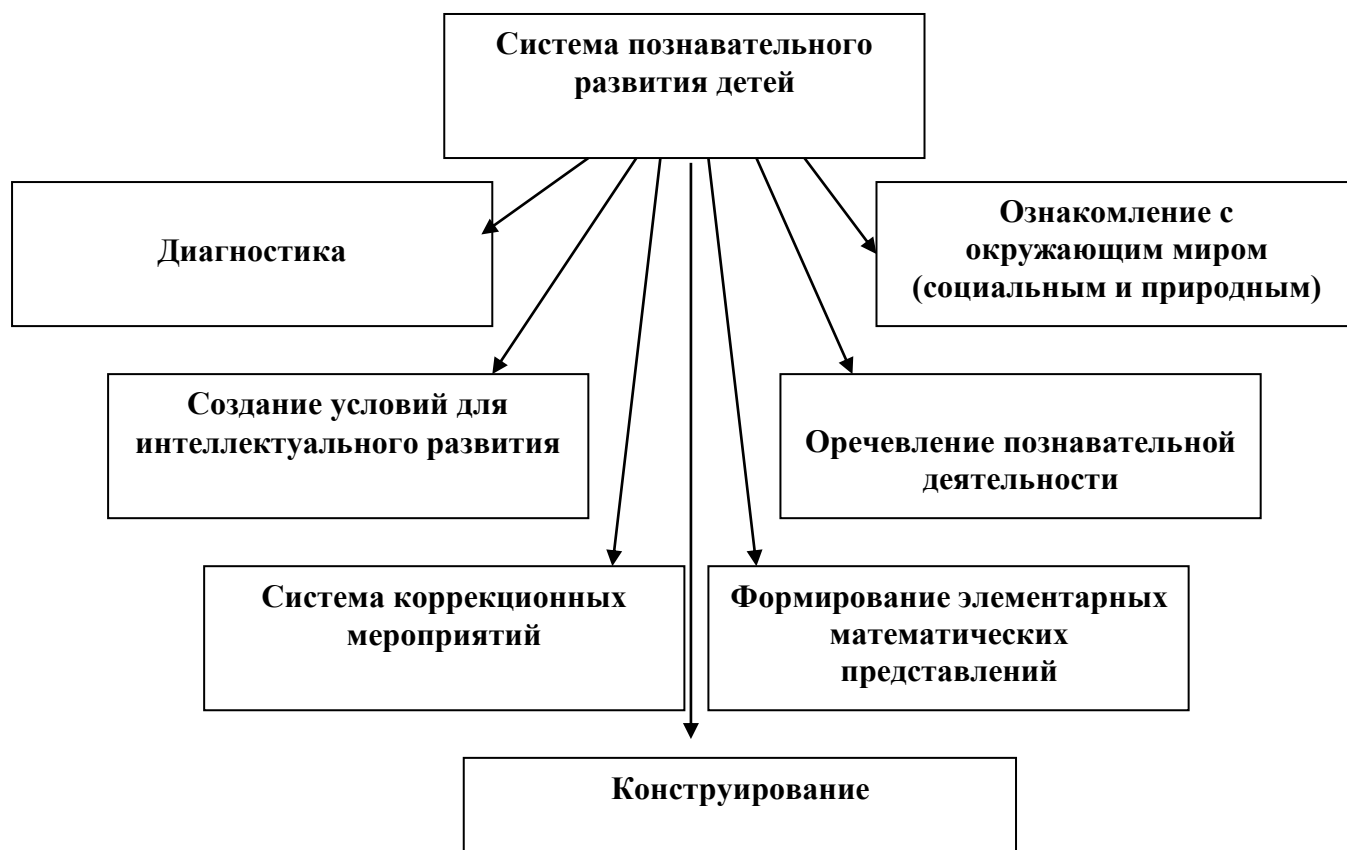 Система познавательного
развития детей
Диагностика
Ознакомление с
окружающим миром
(социальным и природным)
Создание условий для
интеллектуального развития
Оречевление познавательной
деятельности
Система коррекционных
мероприятий
Формирование элементарных
математических
представлений
Конструирование